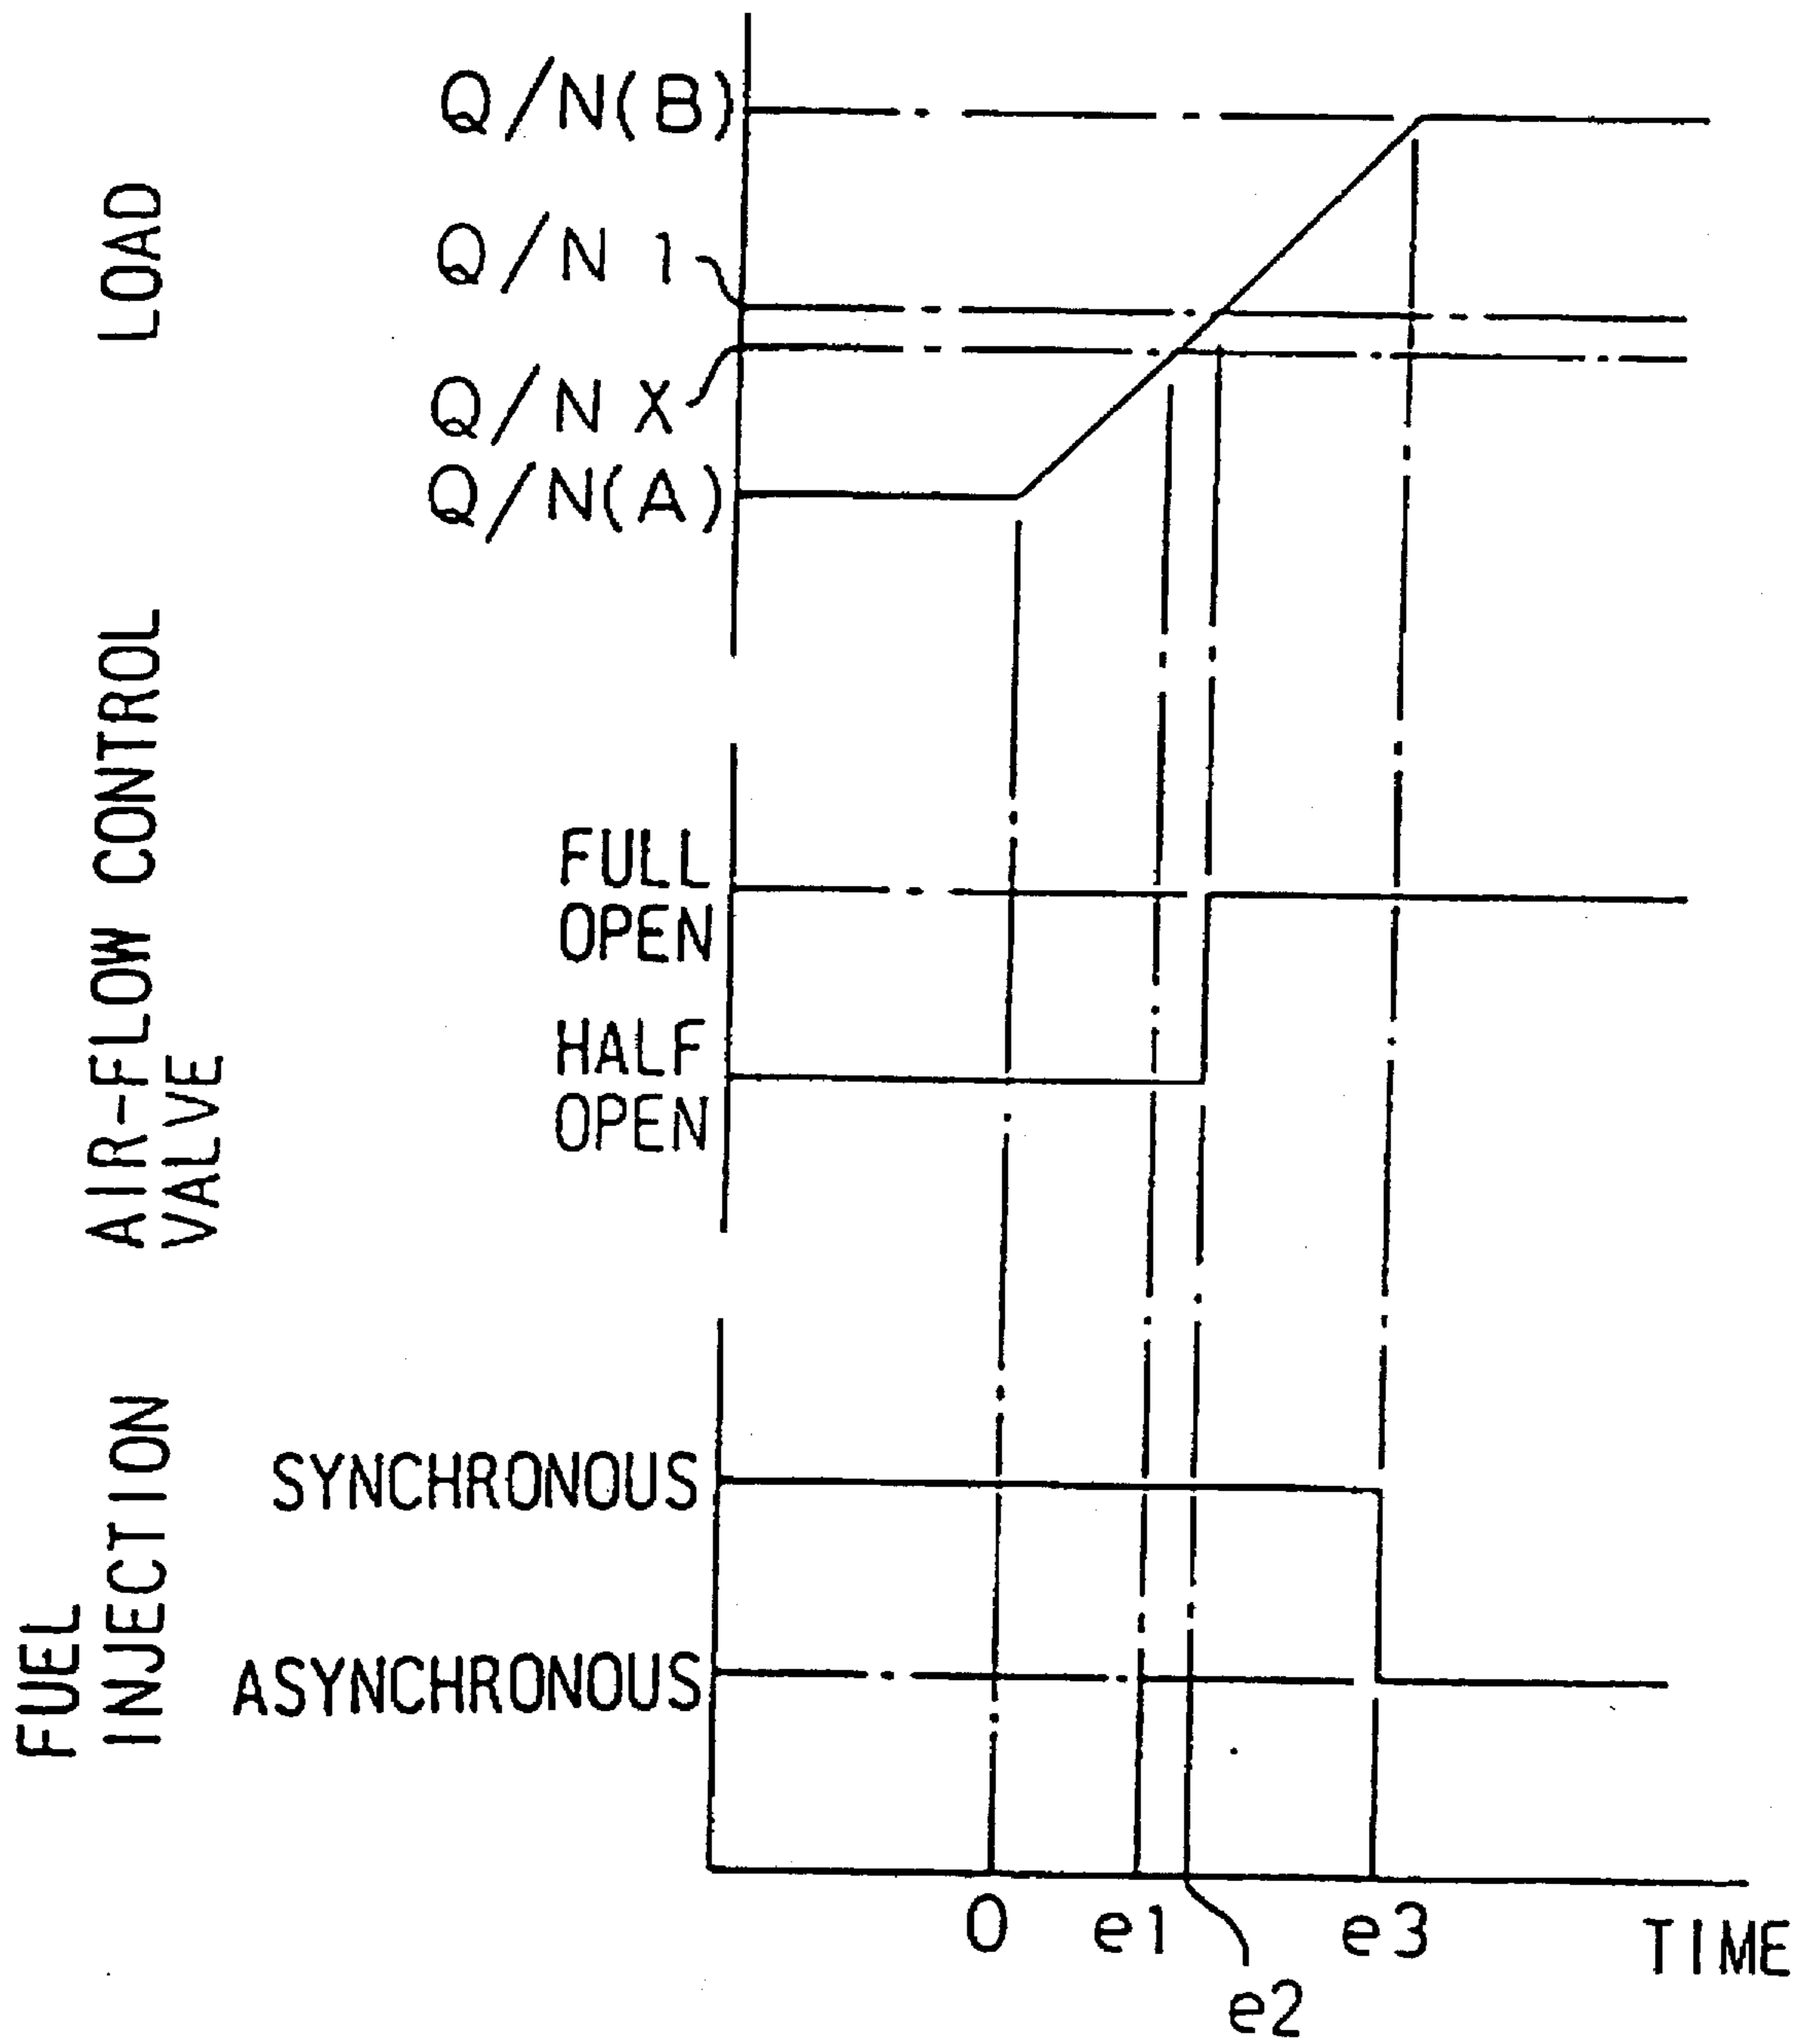 LOAD
Q/N(B)
Q/N 1
Q/N X
Q/N(A)
AIR-FLOW CONTROL
VALVE
FULL
OPEN
HALF
OPEN
FUEL
INJECTION
SYNCHRONOUS
ASYNCHRONOUS
0
e1
e2
e3
TIME